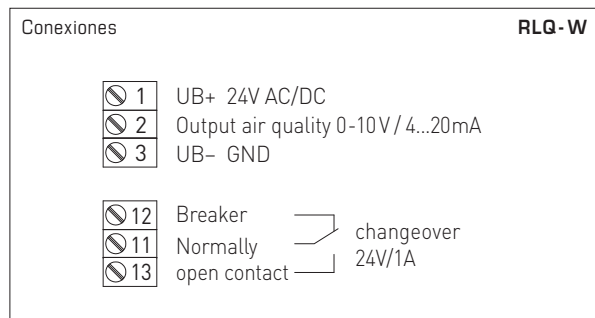 Conexiones RLQ-W
1 UB+ 24V AC/DC
2 Output air quality 0-10V / 4...20mA
3 UB– GND
12 Breaker
11 Normally
13 open contact
changeover
24V/1A